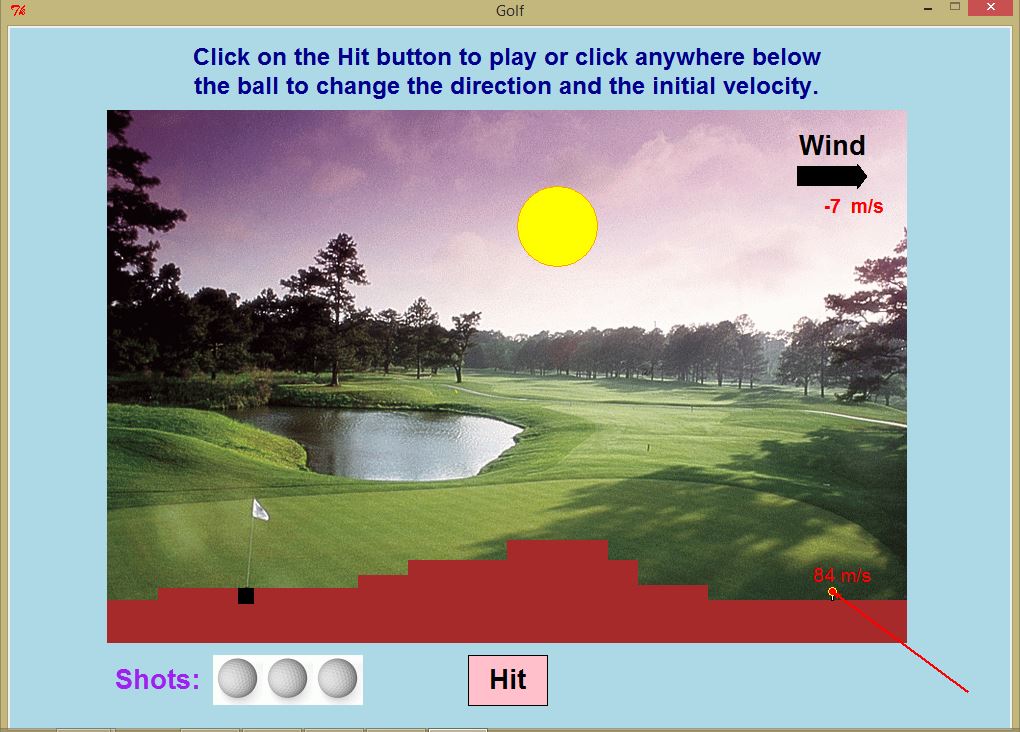 Golf
Click on the Hit button to play or click anywhere below
the ball to change the direction and the initial velocity.
Wind
-7 m/s
84 m/s
Shots:
Hit